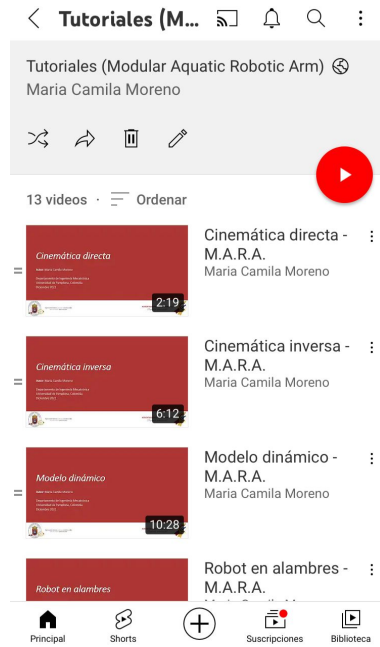 Tutoriales (M...
Tutoriales (Modular Aquatic Robotic Arm)
Maria Camila Moreno
13 videos · Ordenar
Cinemática directa
2:19
Cinemática directa -
M.A.R.A.
Maria Camila Moreno
Cinemática inversa
6:12
Cinemática inversa -
M.A.R.A.
Maria Camila Moreno
Modelo dinámico
10:28
Modelo dinámico -
M.A.R.A.
Maria Camila Moreno
Robot en alambres
Robot en alambres -
M.A.R.A.
Principal
Shorts
Suscripciones
Biblioteca